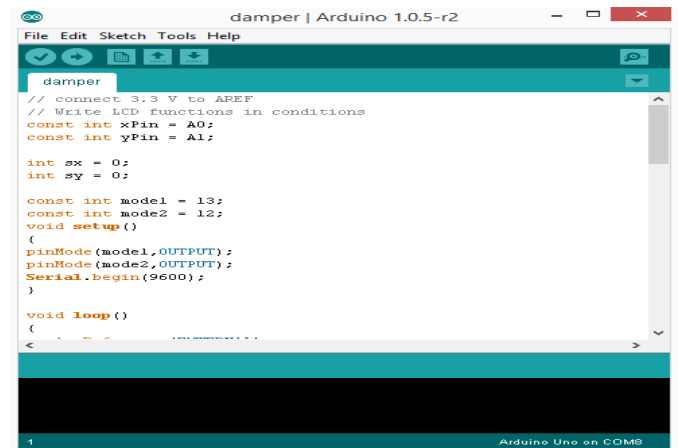 damper | Arduino 1.0.5-r2
File Edit Sketch Tools Help
damper
// connect 3.3 V to AREF
// Write LCD functions in conditions
const int xPin = A0;
const int yPin = A1;
int sx = 0;
int sy = 0;
const int mode1 = 13;
const int mode2 = 12;
void setup()
{
pinMode(mode1,OUTPUT);
pinMode(mode2,OUTPUT);
Serial.begin(9600);
}
void loop()
{
1
Arduino Uno on COM8